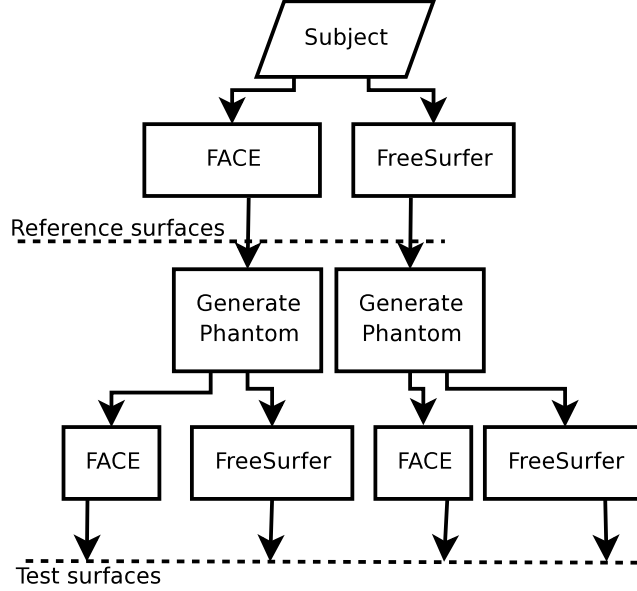 Subject
FACE
FreeSurfer
Reference surfaces
Generate
Phantom
Generate
Phantom
FACE
FreeSurfer
FACE
FreeSurfer
Test surfaces